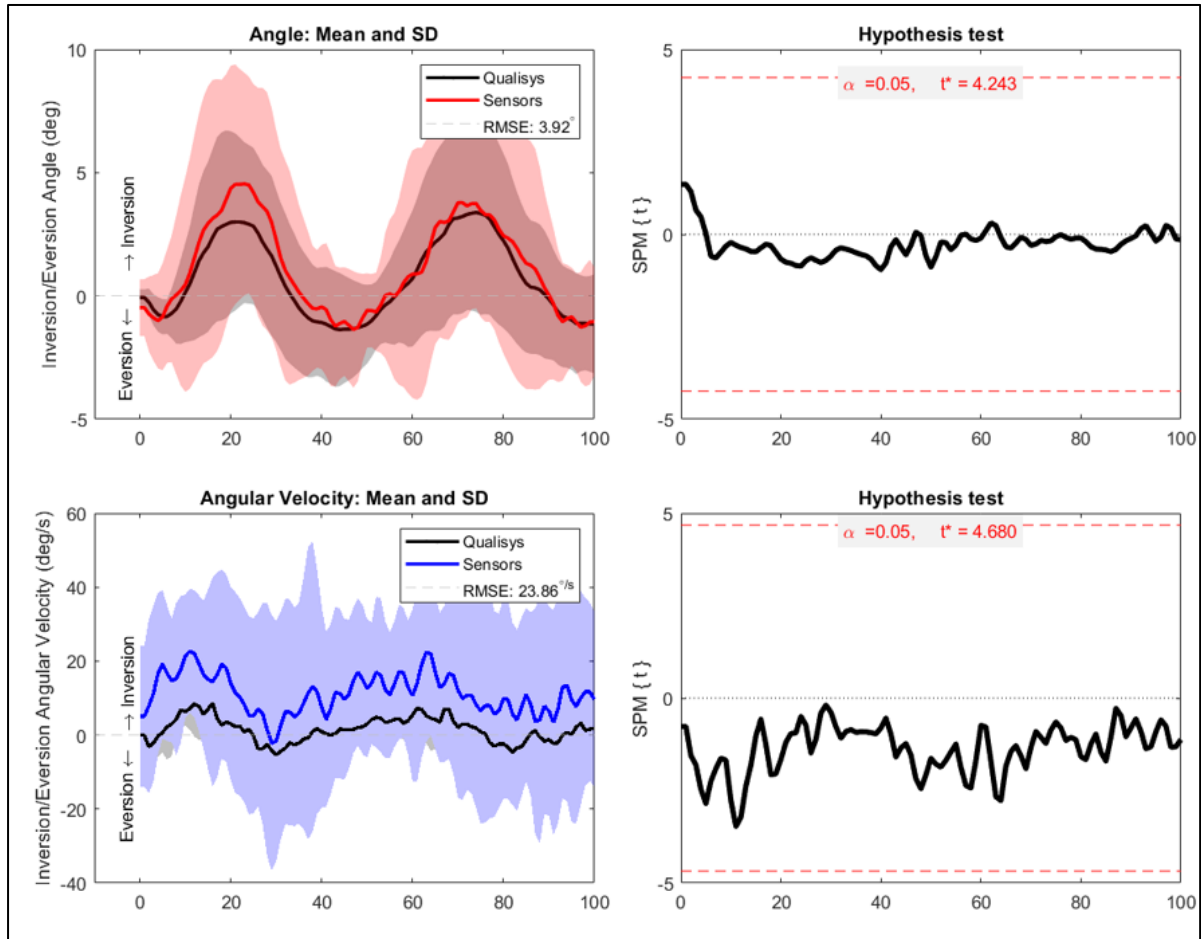 Angle: Mean and SD
10
5
0
-5
Inversion/Eversion Angle (deg)
Eversion ← → Inversion
Qualisys
Sensors
RMSE: 3.92°
0 20 40 60 80 100
Hypothesis test
5
0
-5
SPM { t }
α =0.05, t* = 4.243
0 20 40 60 80 100
Angular Velocity: Mean and SD
60
40
20
0
-20
-40
Inversion/Eversion Angular Velocity (deg/s)
Eversion ← → Inversion
Qualisys
Sensors
RMSE: 23.86°/s
0 20 40 60 80 100
Hypothesis test
5
0
-5
SPM { t }
α =0.05, t* = 4.680
0 20 40 60 80 100